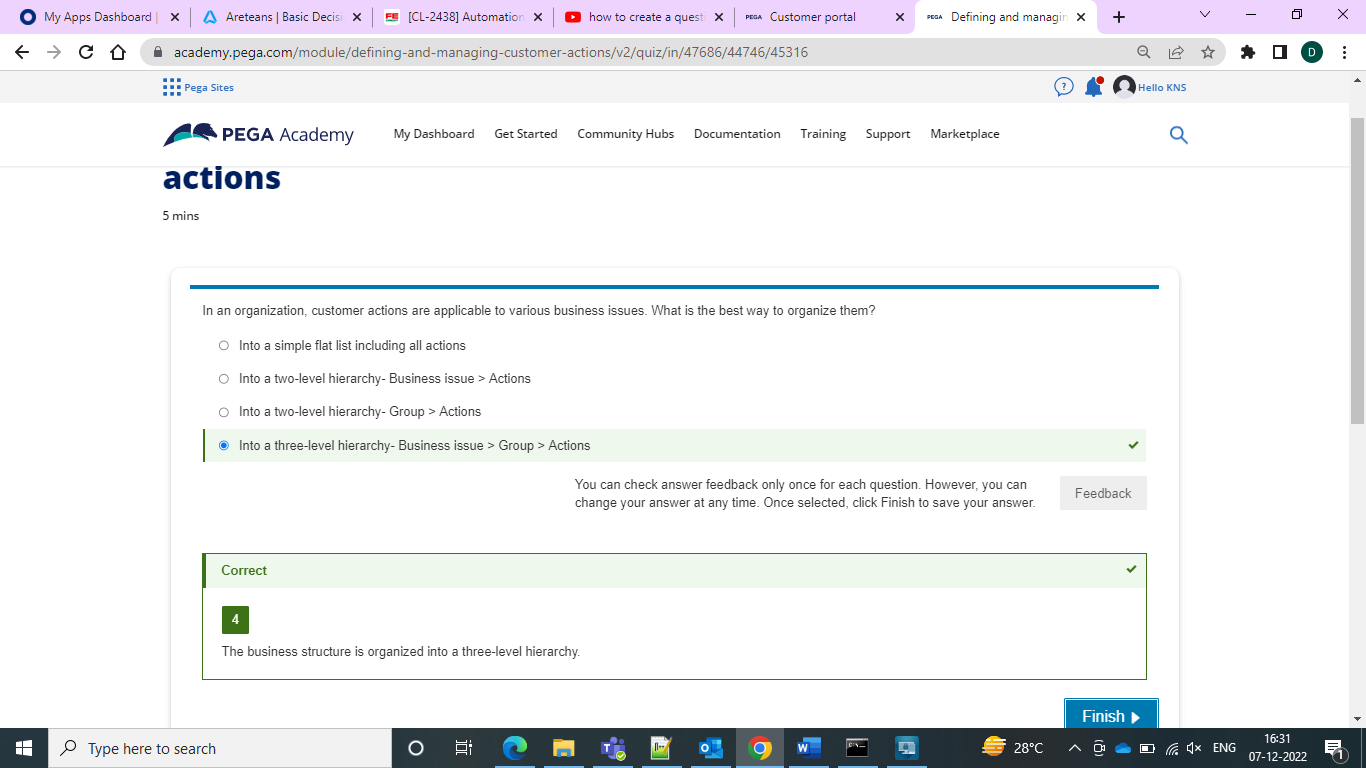 My Apps Dashboard |
Areteans | Basic Decisi
[CL-2438] Automation
how to create a quest
Customer portal
Defining and managin
academy.pega.com/module/defining-and-managing-customer-actions/v2/quiz/in/47686/44746/45316
D
Pega Sites
Hello KNS
PEGA Academy
My Dashboard
Get Started
Community Hubs
Documentation
Training
Support
Marketplace
actions
5 mins
In an organization, customer actions are applicable to various business issues. What is the best way to organize them?
Into a simple flat list including all actions
Into a two-level hierarchy- Business issue > Actions
Into a two-level hierarchy- Group > Actions
Into a three-level hierarchy- Business issue > Group > Actions
You can check answer feedback only once for each question. However, you can
change your answer at any time. Once selected, click Finish to save your answer.
Feedback
Correct
4
The business structure is organized into a three-level hierarchy.
Finish
Type here to search
28°C
ENG
16:31
07-12-2022
1